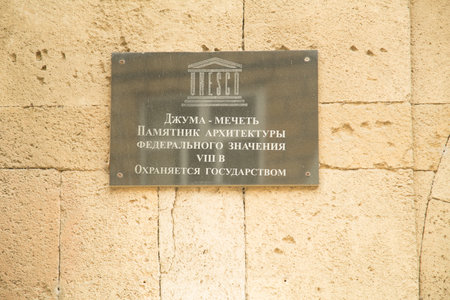 UNESCO
Джума - мечеть
Памятник архитектуры
федерального значения
VIII в
Охраняется государством